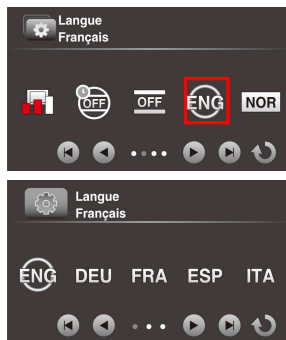 Langue
Français
OFF OFF ENG NOR
Langue
Français
ENG DEU FRA ESP ITA